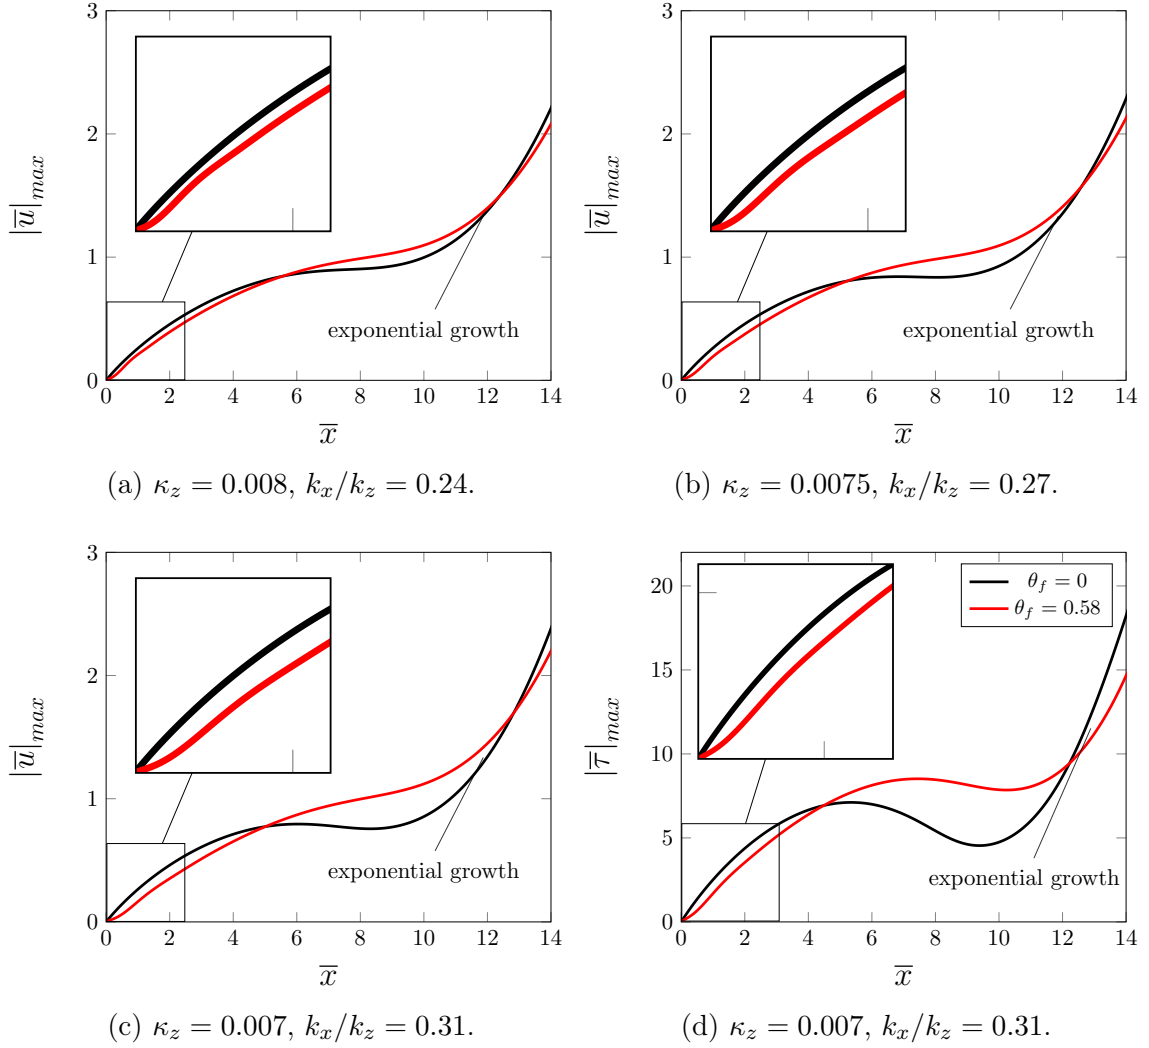 3
2
1
0
|u̅|max
exponential growth
0 2 4 6 8 10 12 14
x̅
(a) κz = 0.008, kx/kz = 0.24.
3
2
1
0
|u̅|max
exponential growth
0 2 4 6 8 10 12 14
x̅
(b) κz = 0.0075, kx/kz = 0.27.
3
2
1
0
|u̅|max
exponential growth
0 2 4 6 8 10 12 14
x̅
(c) κz = 0.007, kx/kz = 0.31.
20
15
10
5
0
|τ̅|max
θf = 0
θf = 0.58
exponential growth
0 2 4 6 8 10 12 14
x̅
(d) κz = 0.007, kx/kz = 0.31.